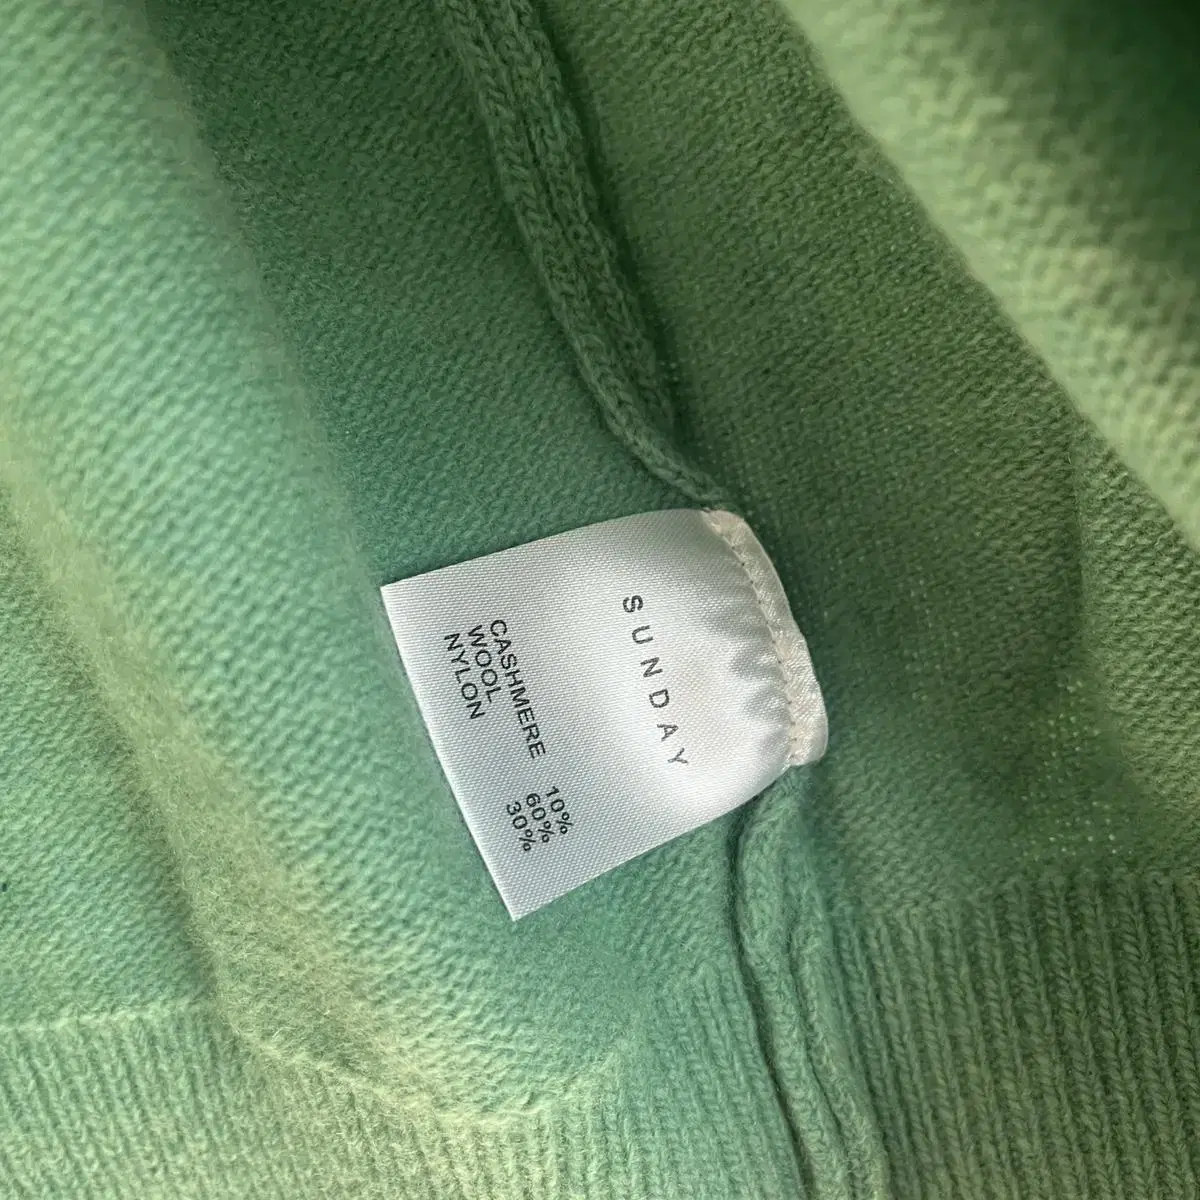 SUNDAY
CASHMERE 10%
WOOL 60%
NYLON 30%